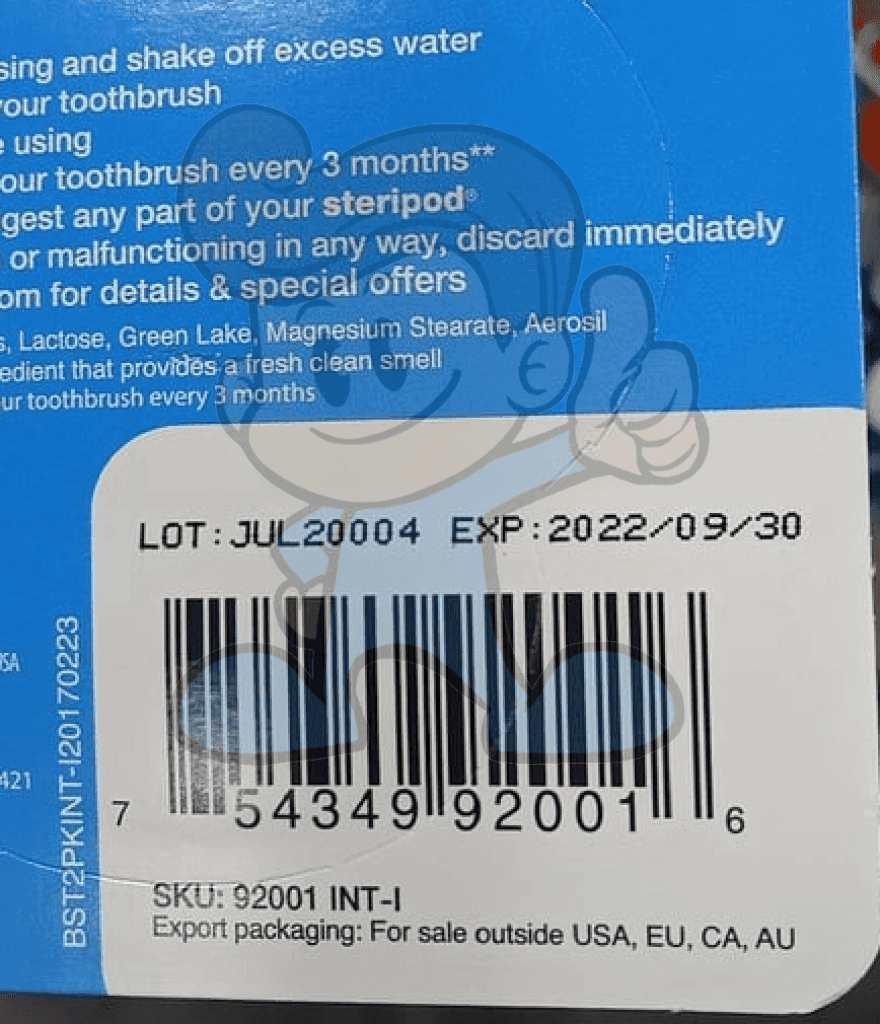 sing and shake off excess water
your toothbrush
e using
our toothbrush every 3 months**
gest any part of your steripod®
or malfunctioning in any way, discard immediately
om for details & special offers
s, Lactose, Green Lake, Magnesium Stearate, Aerosil
edient that provides a fresh clean smell
ur toothbrush every 3 months
LOT:JUL20004 EXP:2022/09/30
USA
421
BST2PKINT-I20170223
7 54349 92001 6
SKU: 92001 INT-I
Export packaging: For sale outside USA, EU, CA, AU